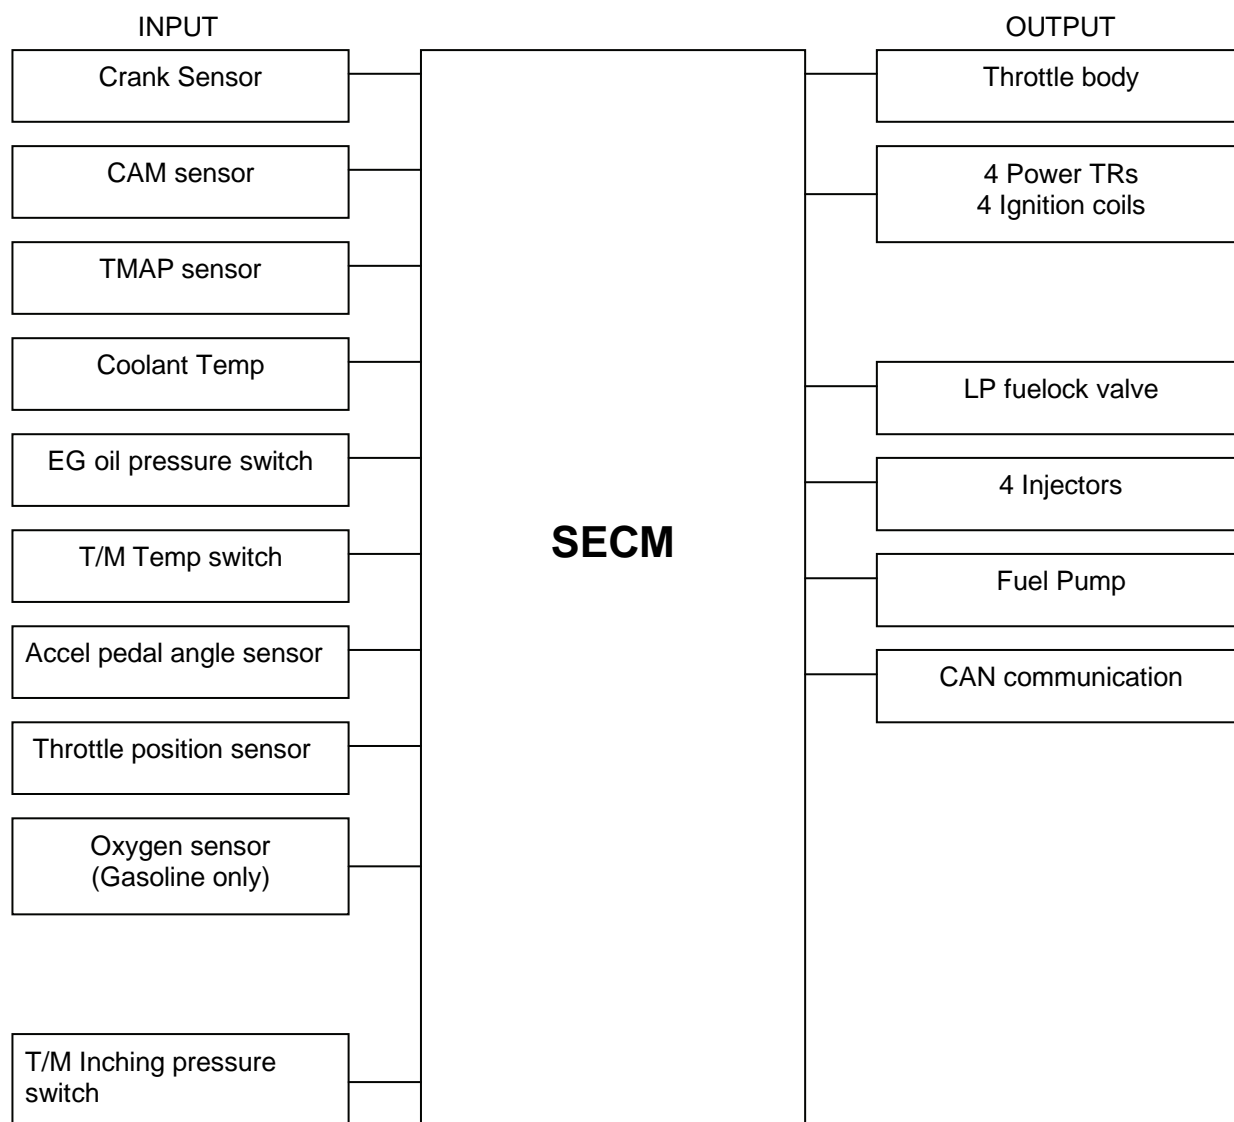 INPUT
Crank Sensor
CAM sensor
TMAP sensor
Coolant Temp
EG oil pressure switch
T/M Temp switch
Accel pedal angle sensor
Throttle position sensor
Oxygen sensor
(Gasoline only)
T/M Inching pressure
switch
SECM
OUTPUT
Throttle body
4 Power TRs
4 Ignition coils
LP fuelock valve
4 Injectors
Fuel Pump
CAN communication